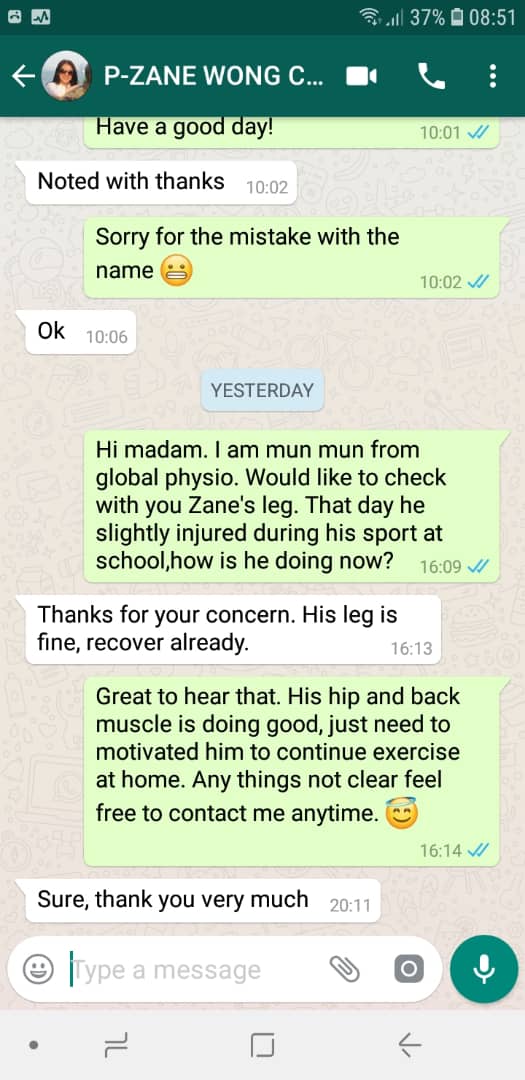 37% 08:51
P-ZANE WONG C...
Have a good day!
10:01
Noted with thanks 10:02
Sorry for the mistake with the
name 😬
10:02
Ok 10:06
YESTERDAY
Hi madam. I am mun mun from
global physio. Would like to check
with you Zane's leg. That day he
slightly injured during his sport at
school,how is he doing now? 16:09
Thanks for your concern. His leg is
fine, recover already.
16:13
Great to hear that. His hip and back
muscle is doing good, just need to
motivated him to continue exercise
at home. Any things not clear feel
free to contact me anytime. 😇
16:14
Sure, thank you very much 20:11
Type a message